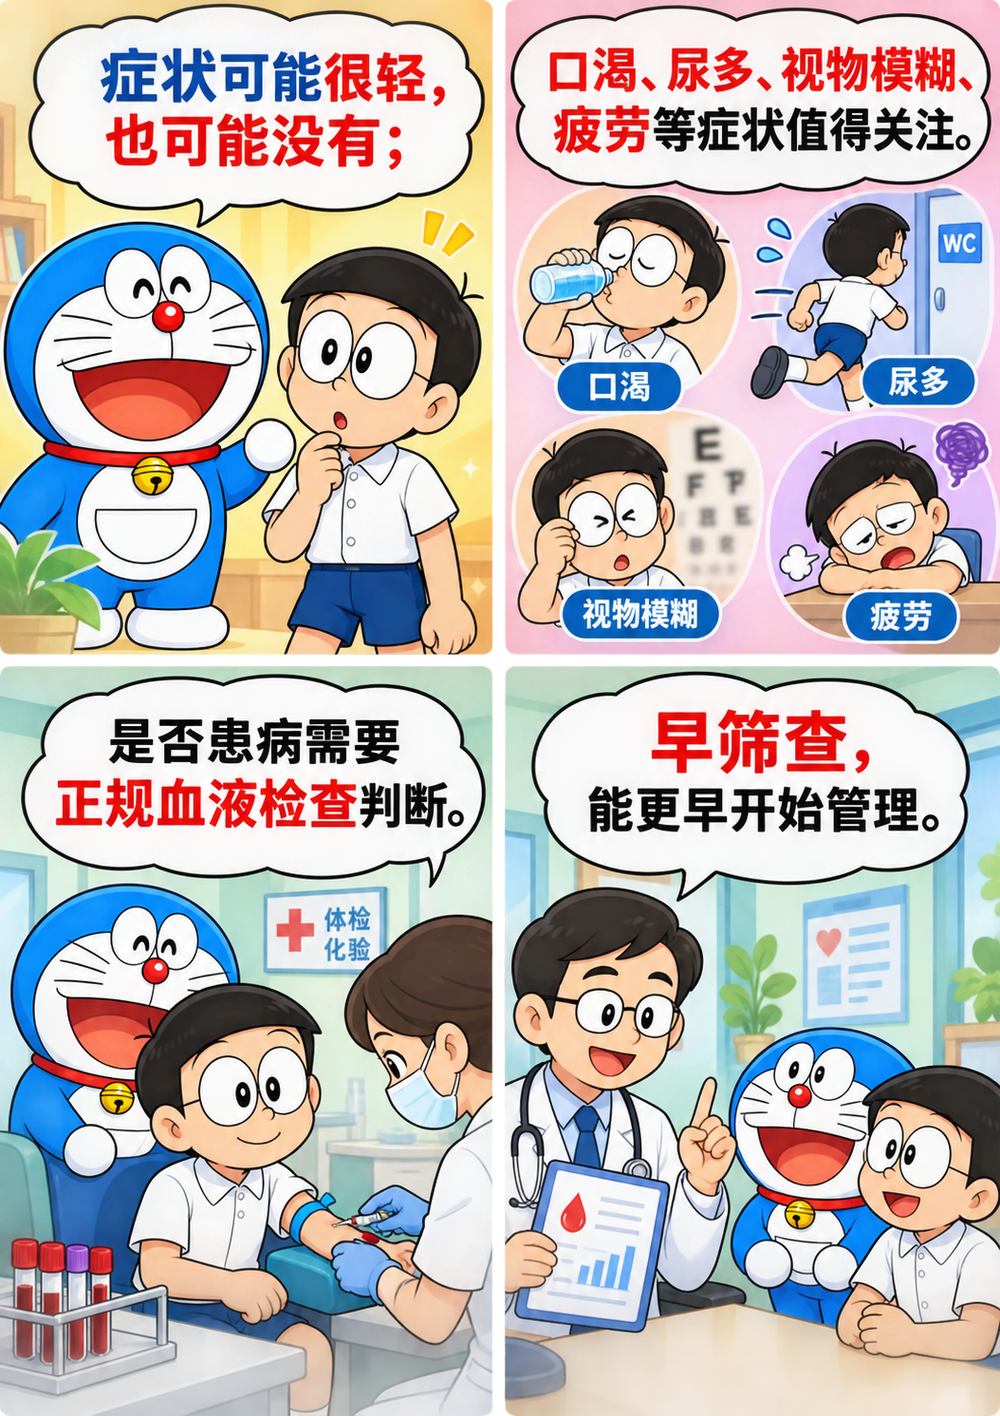 症状可能很轻，
也可能没有；
口渴、尿多、视物模糊、
疲劳等症状值得关注。
WC
口渴
尿多
E
F P
视物模糊
疲劳
是否患病需要
正规血液检查判断。
体检
化验
早筛查，
能更早开始管理。